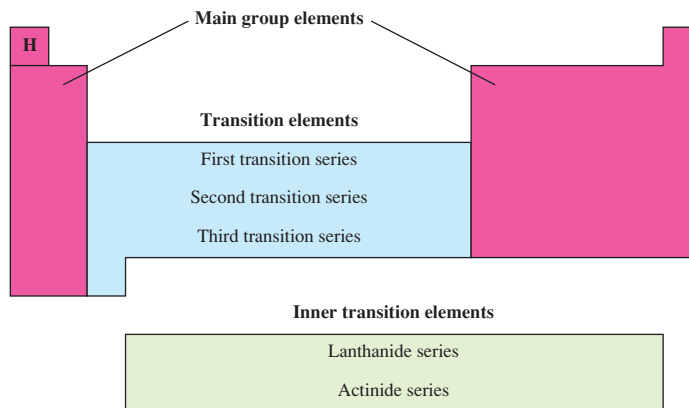 Main group elements
H
Transition elements
First transition series
Second transition series
Third transition series
Inner transition elements
Lanthanide series
Actinide series